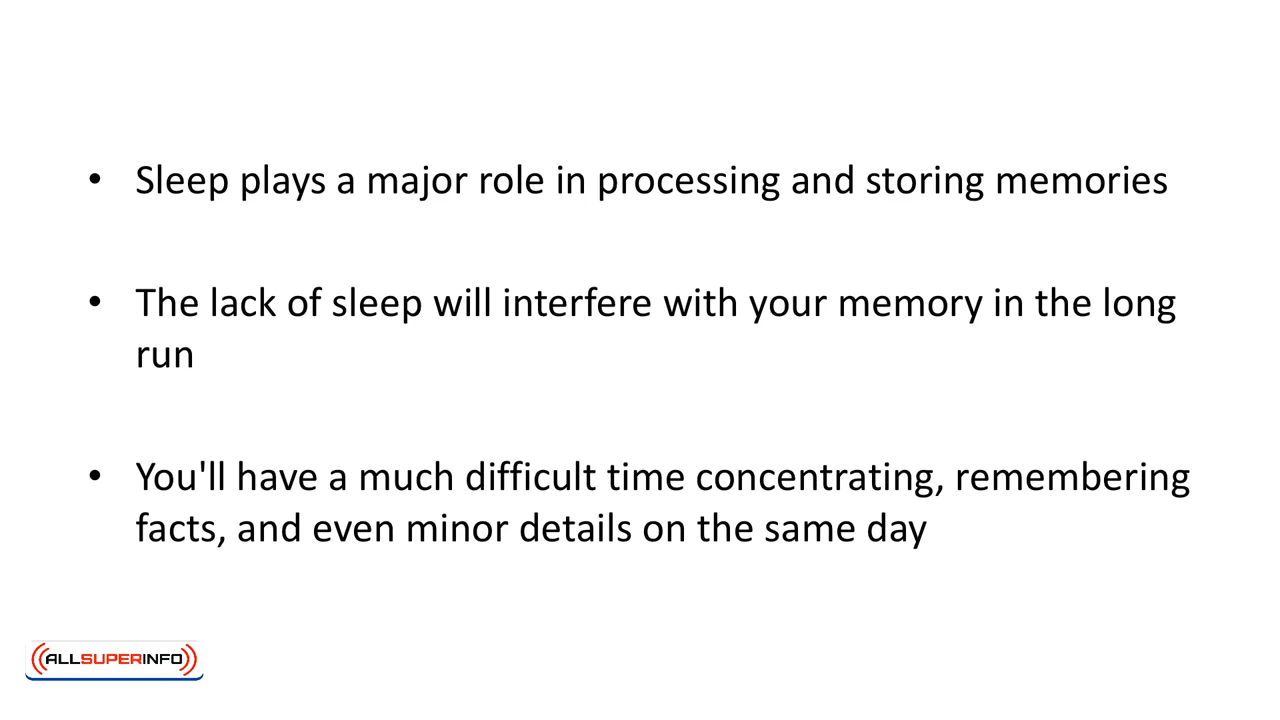 • Sleep plays a major role in processing and storing memories
• The lack of sleep will interfere with your memory in the long
run
• You'll have a much difficult time concentrating, remembering
facts, and even minor details on the same day
ALLSUPERINFO